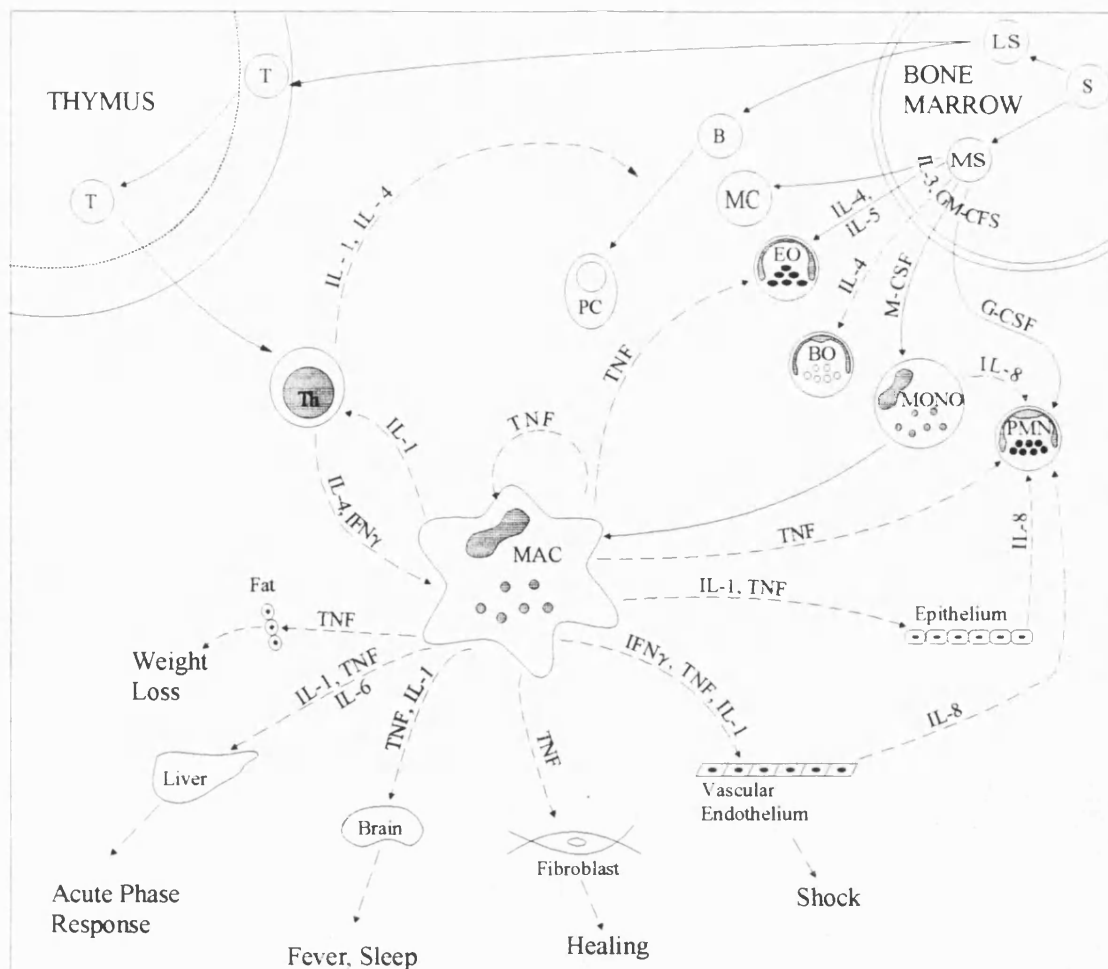 LS
THYMUS
T
BONE
MARROW
S
B
MS
T
MC
IL-3, GM-CFS
IL-4,
IL-5
IL - 1, IL - 4
EO
PC
IL-4
M-CSF
G-CSF
TNF
BO
IL-8
MONO
Th
PMN
IL-1
TNF
IL-4, IFNγ
MAC
TNF
IL-8
Fat
IL-1, TNF
Epithelium
TNF
Weight
Loss
IL-1, TNF
IL-6
IFNγ, TNF, IL-1
TNF, IL-1
TNF
IL-8
Liver
Vascular
Endothelium
Brain
Fibroblast
Acute Phase
Response
Shock
Healing
Fever, Sleep